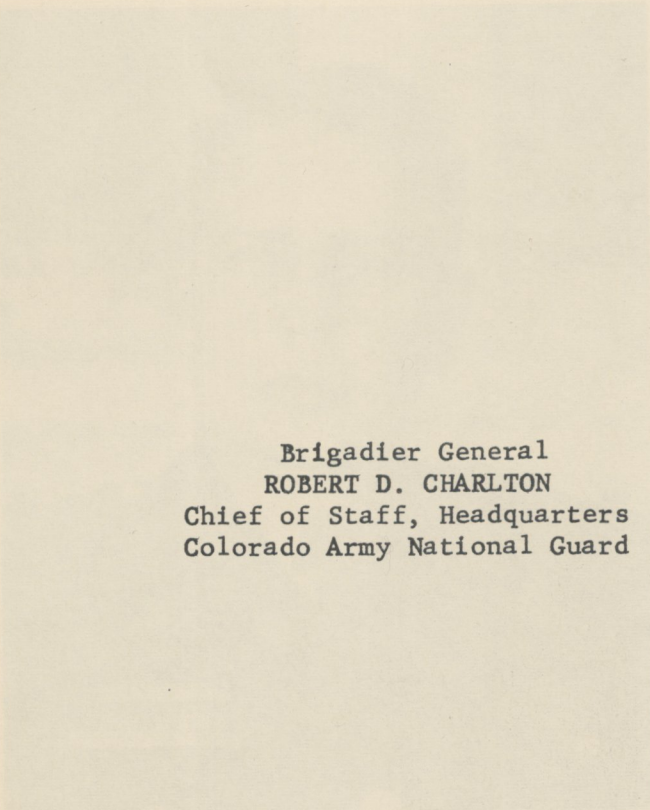 Brigadier General
ROBERT D. CHARLTON
Chief of Staff, Headquarters
Colorado Army National Guard